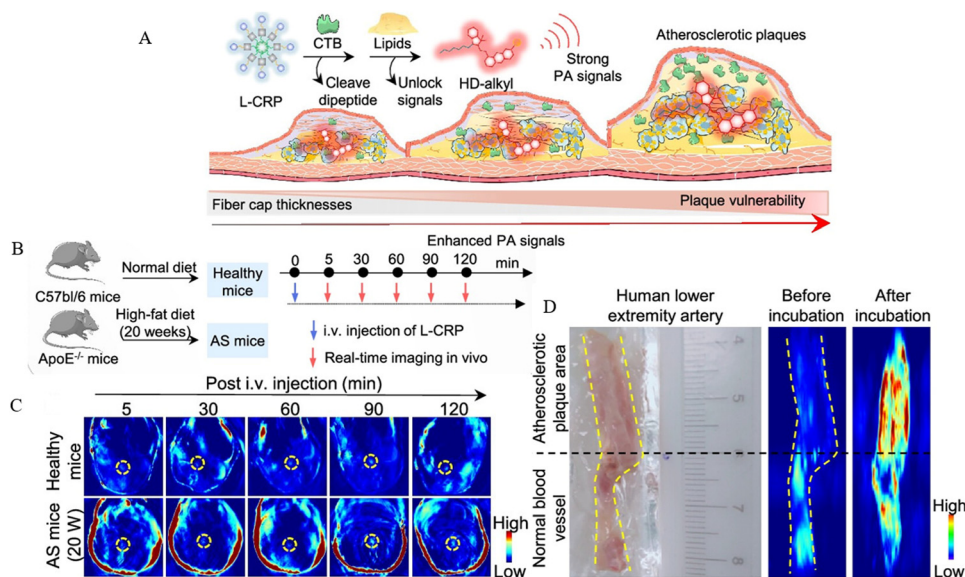 A
CTB
Lipids
L-CRP
Cleave
dipeptide
Unlock
signals
HD-alkyl
Strong
PA signals
Atherosclerotic plaques
Fiber cap thicknesses
Plaque vulnerability
B
C57bl/6 mice
Normal diet
Healthy
mice
ApoE-/- mice
High-fat diet
(20 weeks)
AS mice
Enhanced PA signals
0 5 30 60 90 120 min
i.v. injection of L-CRP
Real-time imaging in vivo
C
Post i.v. injection (min)
5 30 60 90 120
Healthy
mice
AS mice
(20 W)
High
Low
D
Human lower
extremity artery
Before
incubation
After
incubation
Atherosclerotic
plaque area
Normal blood
vessel
4
5
6
7
8
High
Low